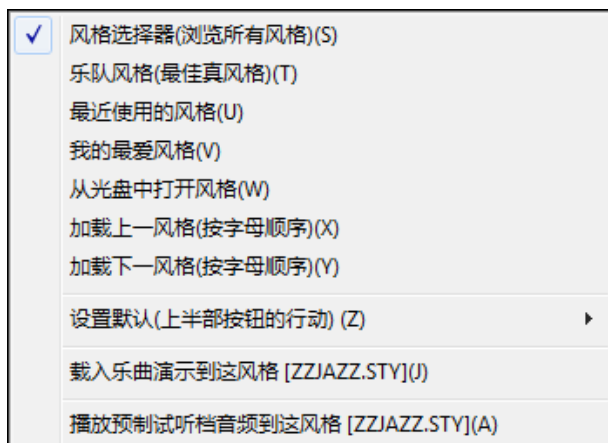 风格选择器(浏览所有风格)(S)
乐队风格(最佳真风格)(T)
最近使用的风格(U)
我的最爱风格(V)
从光盘中打开风格(W)
加载上一风格(按字母顺序)(X)
加载下一风格(按字母顺序)(Y)
设置默认(上半部按钮的行动) (Z)
载入乐曲演示到这风格 [ZZJAZZ.STY](J)
播放预制试听档音频到这风格 [ZZJAZZ.STY](A)